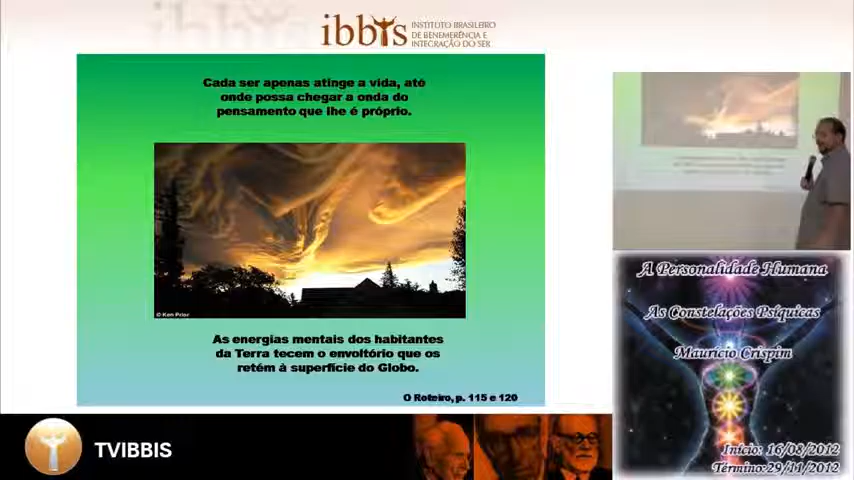 ibbis
INSTITUTO BRASILEIRO
DE BENEMERÊNCIA E
INTEGRAÇÃO DO SER
Cada ser apenas atinge a vida, até
onde possa chegar a onda do
pensamento que lhe é próprio.
© Ken Prior
As energias mentais dos habitantes
da Terra tecem o envoltório que os
retém à superfície do Globo.
O Roteiro, p. 115 e 120
A Personalidade Humana
As Constelações Psíquicas
Maurício Crispim
Início: 16/08/2012
Término:29/11/2012
TVIBBIS